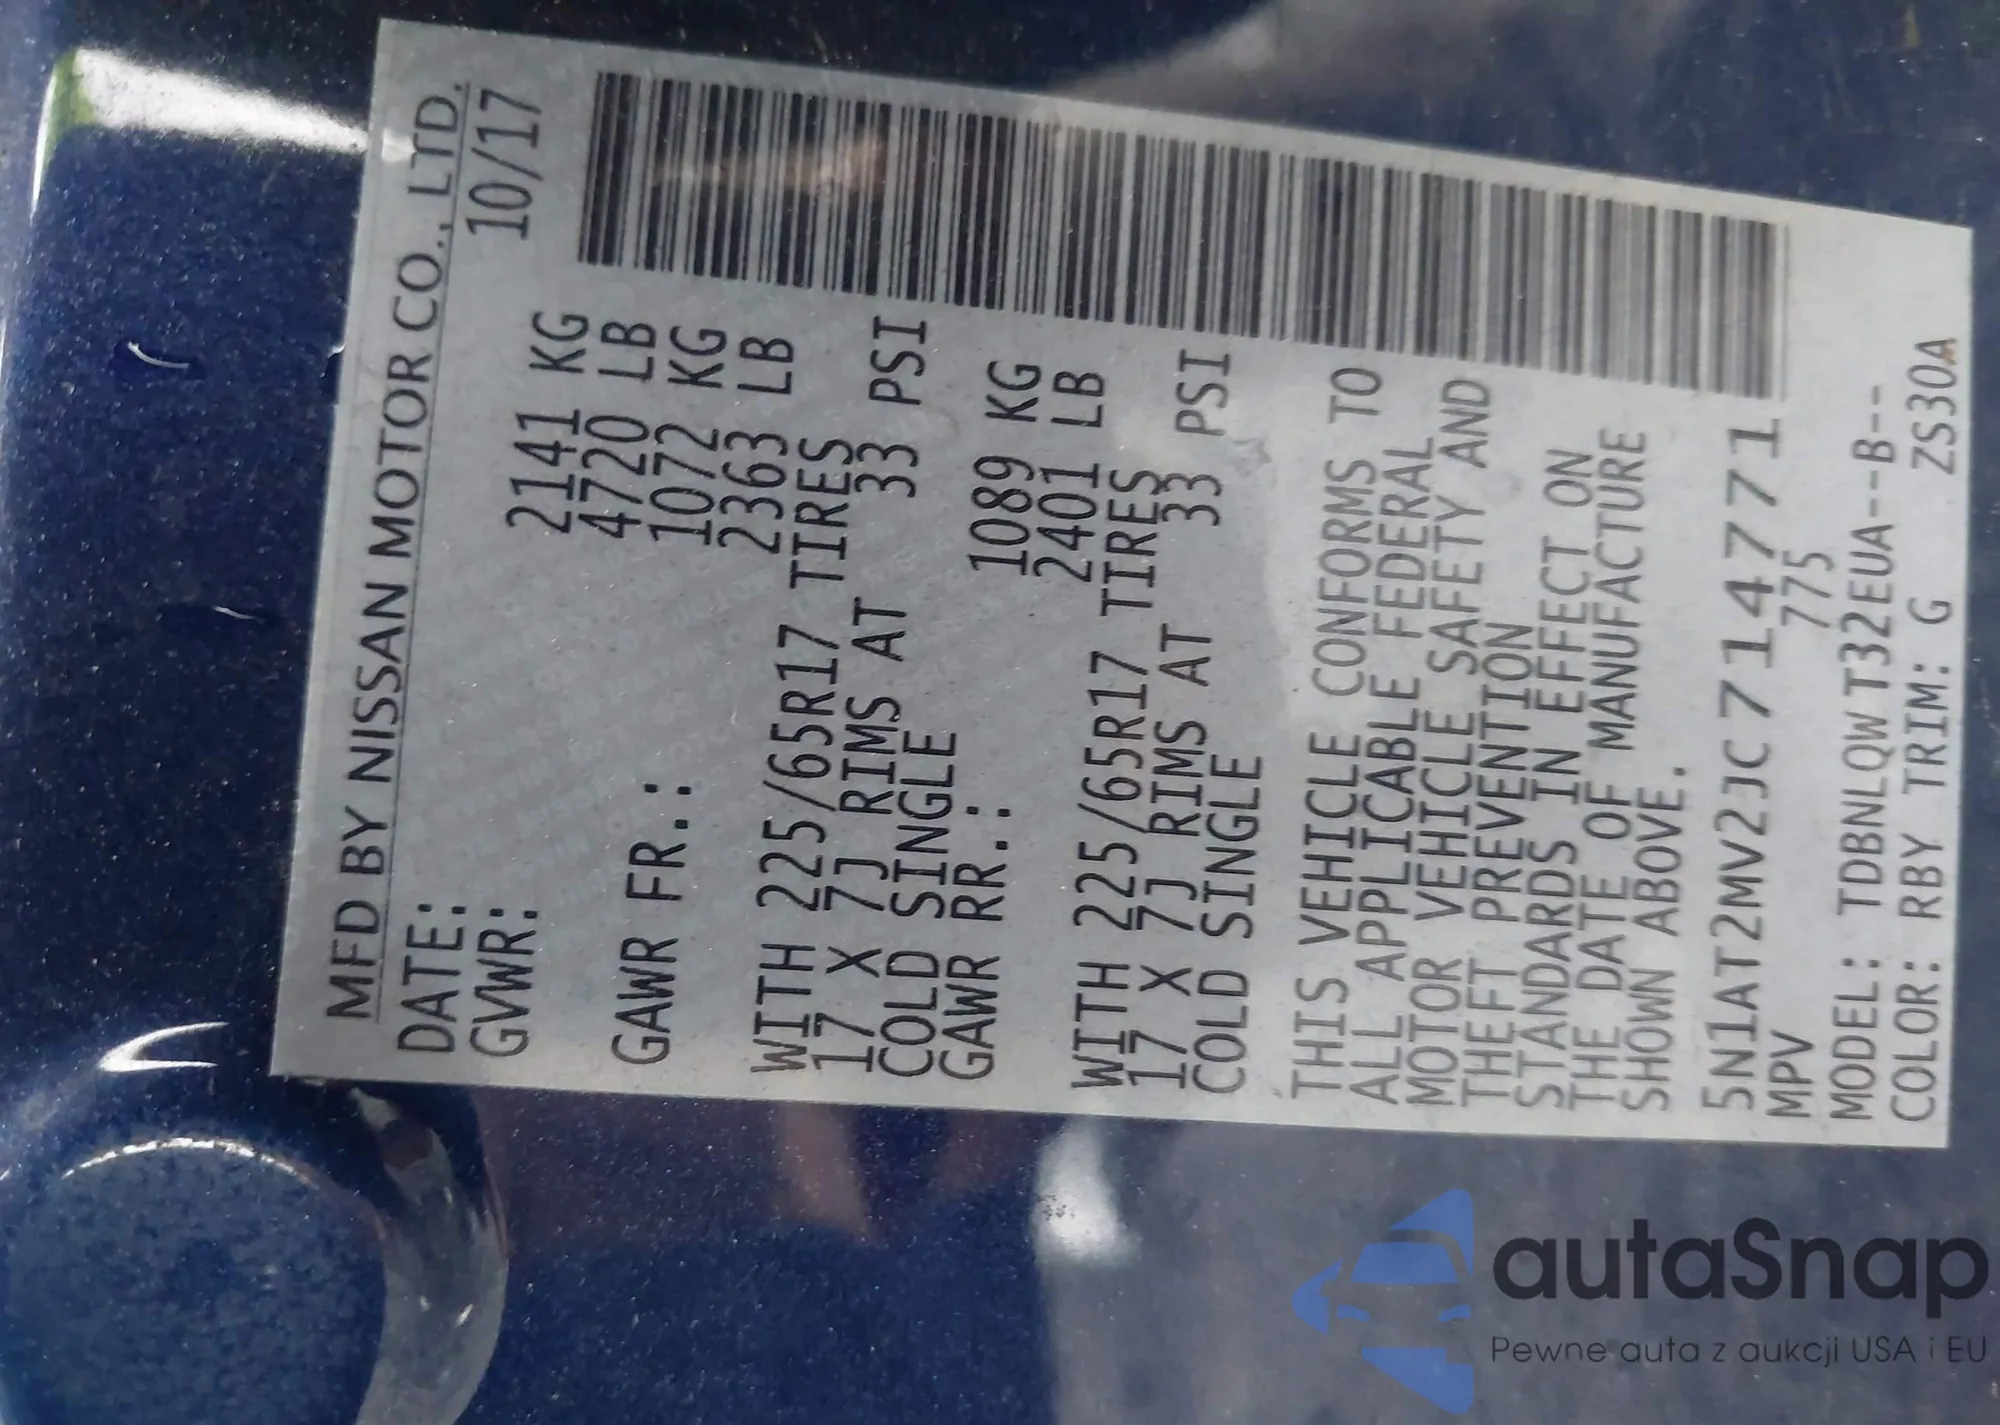 MFD BY NISSAN MOTOR CO., LTD.
DATE: 10/17
GVWR: 2141 KG
4720 LB
GAWR FR.: 1072 KG
2363 LB
WITH 225/65R17 TIRES
17 X 7J RIMS AT
COLD SINGLE 33 PSI
GAWR RR.: 1089 KG
2401 LB
WITH 225/65R17 TIRES
17 X 7J RIMS AT
COLD SINGLE 33 PSI
THIS VEHICLE CONFORMS TO
ALL APPLICABLE FEDERAL
MOTOR VEHICLE SAFETY AND
THEFT PREVENTION
STANDARDS IN EFFECT ON
THE DATE OF MANUFACTURE
SHOWN ABOVE.
5N1AT2MV2JC714771
MPV 775
MODEL: TDBNLQWT32EUA--B--
COLOR: RBY TRIM: G ZS30A
autaSnap
Pewne auta z aukcji USA i EU